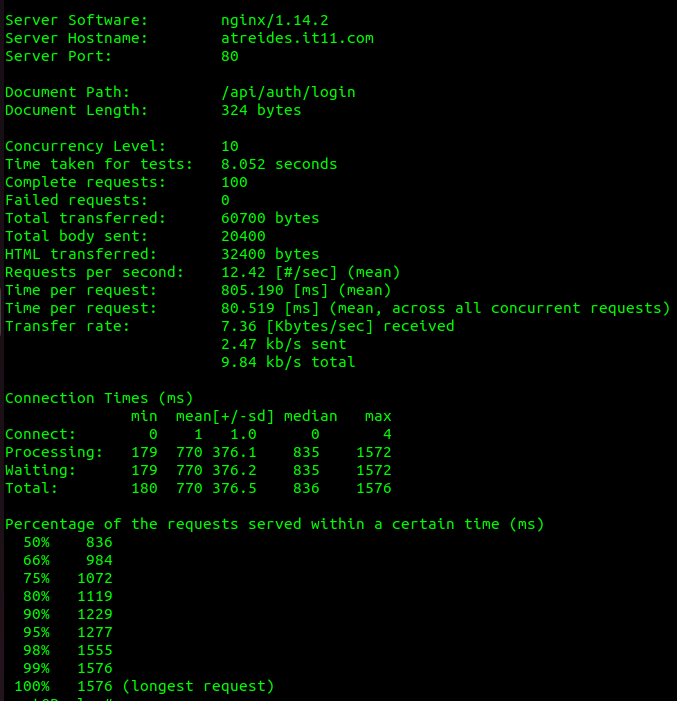 Server Software: nginx/1.14.2
Server Hostname: atreides.it11.com
Server Port: 80
Document Path: /api/auth/login
Document Length: 324 bytes
Concurrency Level: 10
Time taken for tests: 8.052 seconds
Complete requests: 100
Failed requests: 0
Total transferred: 60700 bytes
Total body sent: 20400
HTML transferred: 32400 bytes
Requests per second: 12.42 [#/sec] (mean)
Time per request: 805.190 [ms] (mean)
Time per request: 80.519 [ms] (mean, across all concurrent requests)
Transfer rate: 7.36 [Kbytes/sec] received
2.47 kb/s sent
9.84 kb/s total
Connection Times (ms)
min mean[+/-sd] median max
Connect: 0 1 1.0 0 4
Processing: 179 770 376.1 835 1572
Waiting: 179 770 376.2 835 1572
Total: 180 770 376.5 836 1576
Percentage of the requests served within a certain time (ms)
50% 836
66% 984
75% 1072
80% 1119
90% 1229
95% 1277
98% 1555
99% 1576
100% 1576 (longest request)